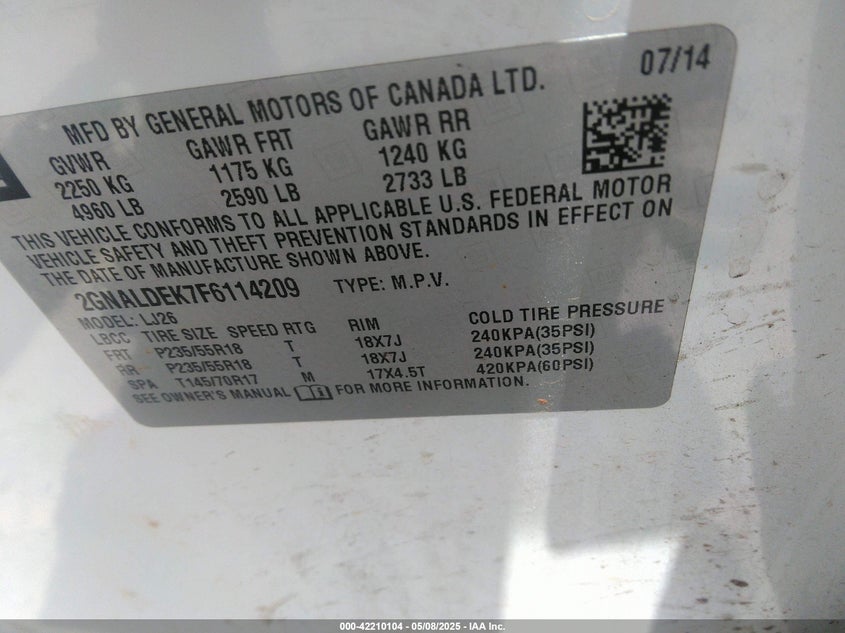 07/14
MFD BY GENERAL MOTORS OF CANADA LTD.
GVWR GAWR FRT GAWR RR
2250 KG 1175 KG 1240 KG
4960 LB 2590 LB 2733 LB
THIS VEHICLE CONFORMS TO ALL APPLICABLE U.S. FEDERAL MOTOR
VEHICLE SAFETY AND THEFT PREVENTION STANDARDS IN EFFECT ON
THE DATE OF MANUFACTURE SHOWN ABOVE.
2GNALDEK7F6114209 TYPE: M.P.V.
MODEL: LJ26
LBCC TIRE SIZE SPEED RTG RIM COLD TIRE PRESSURE
FRT P235/55R18 T 18X7J 240KPA(35PSI)
RR P235/55R18 T 18X7J 240KPA(35PSI)
SPA T145/70R17 M 17X4.5T 420KPA(60PSI)
SEE OWNER'S MANUAL FOR MORE INFORMATION.
000-42210104 - 05/08/2025 - IAA Inc.